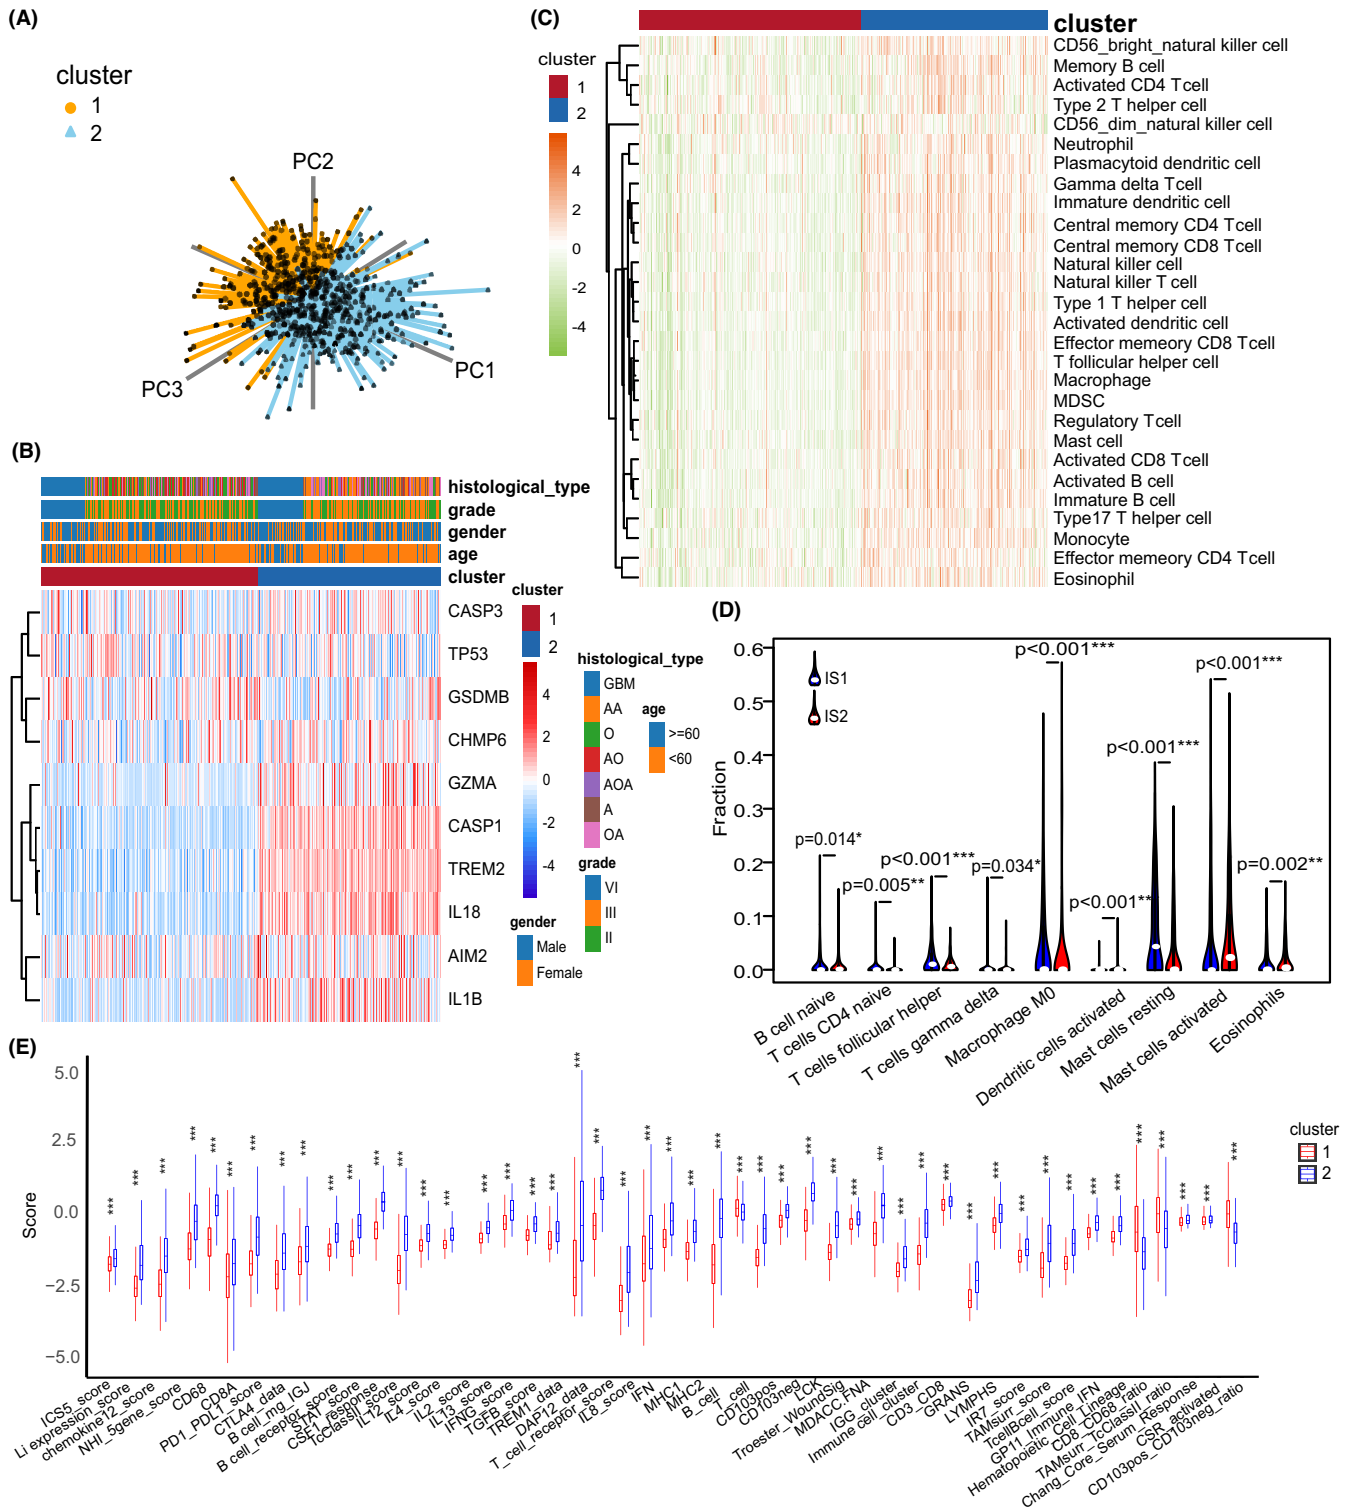 (A)
cluster
1
2
PC2
PC1
PC3
(B)
histological_type
grade
gender
age
cluster
CASP3
TP53
GSDMB
CHMP6
GZMA
CASP1
TREM2
IL18
AIM2
IL1B
cluster
1
2
4
2
0
-2
-4
gender
Male
Female
histological_type
GBM
AA
O
AO
AOA
A
OA
grade
VI
III
II
age
>=60
<60
(C)
cluster
1
2
4
2
0
-2
-4
cluster
CD56_bright_natural killer cell
Memory B cell
Activated CD4 Tcell
Type 2 T helper cell
CD56_dim_natural killer cell
Neutrophil
Plasmacytoid dendritic cell
Gamma delta Tcell
Immature dendritic cell
Central memory CD4 Tcell
Central memory CD8 Tcell
Natural killer cell
Natural killer T cell
Type 1 T helper cell
Activated dendritic cell
Effector memeory CD8 Tcell
T follicular helper cell
Macrophage
MDSC
Regulatory Tcell
Mast cell
Activated CD8 Tcell
Activated B cell
Immature B cell
Type17 T helper cell
Monocyte
Effector memeory CD4 Tcell
Eosinophil
(D)
Fraction
0.6
0.5
0.4
0.3
0.2
0.1
0.0
IS1
IS2
p=0.014*
p=0.005**
p<0.001***
p=0.034*
p<0.001***
p<0.001**
p<0.001***
p<0.001***
p=0.002**
B cell naive
T cells CD4 naive
T cells follicular helper
T cells gamma delta
Macrophage M0
Dendritic cells activated
Mast cells resting
Mast cells activated
Eosinophils
(E)
Score
5.0
2.5
0.0
−2.5
−5.0
cluster
1
2
*** *** *** *** *** *** *** *** *** *** *** *** *** *** *** *** *** *** *** *** *** *** *** *** *** *** *** *** *** *** *** *** *** *** *** *** *** *** *** *** *** *** *** *** ***
ICS5_score
Li expression_score
chemokine12_score
NHI_5gene_score
CD68
CD8A
PD1_PDL1_score
CTLA4_data
B_cell_mg_IGJ
B cell_receptor_score
STAT_score
CSF1_response
TcClassII_score
IL12_score
IL4_score
IL2_score
IL13_score
IFNG_score
TGFB_score
TREM1_data
DAP12_data
T_cell_receptor_score
IL8_score
IFN
MHC1
MHC2
B_cell
T_cell
CD103pos
CD103neg
LCK
Troester_WoundSig
MDACC_FNA
IGG_cluster
Immune cell_cluster
CD3_CD8
GRANS
LYMPHS
IR7_score
TAMsur_score
TcellBcell_score
GP11_Immune_IFN
Hematopoietic_Cell_Tineage
CD8_CD68_ratio
TAMsurr_TcClassII_ratio
Chang_Core_Serum_Response
CSR_activated
CD103pos_CD103neg_ratio